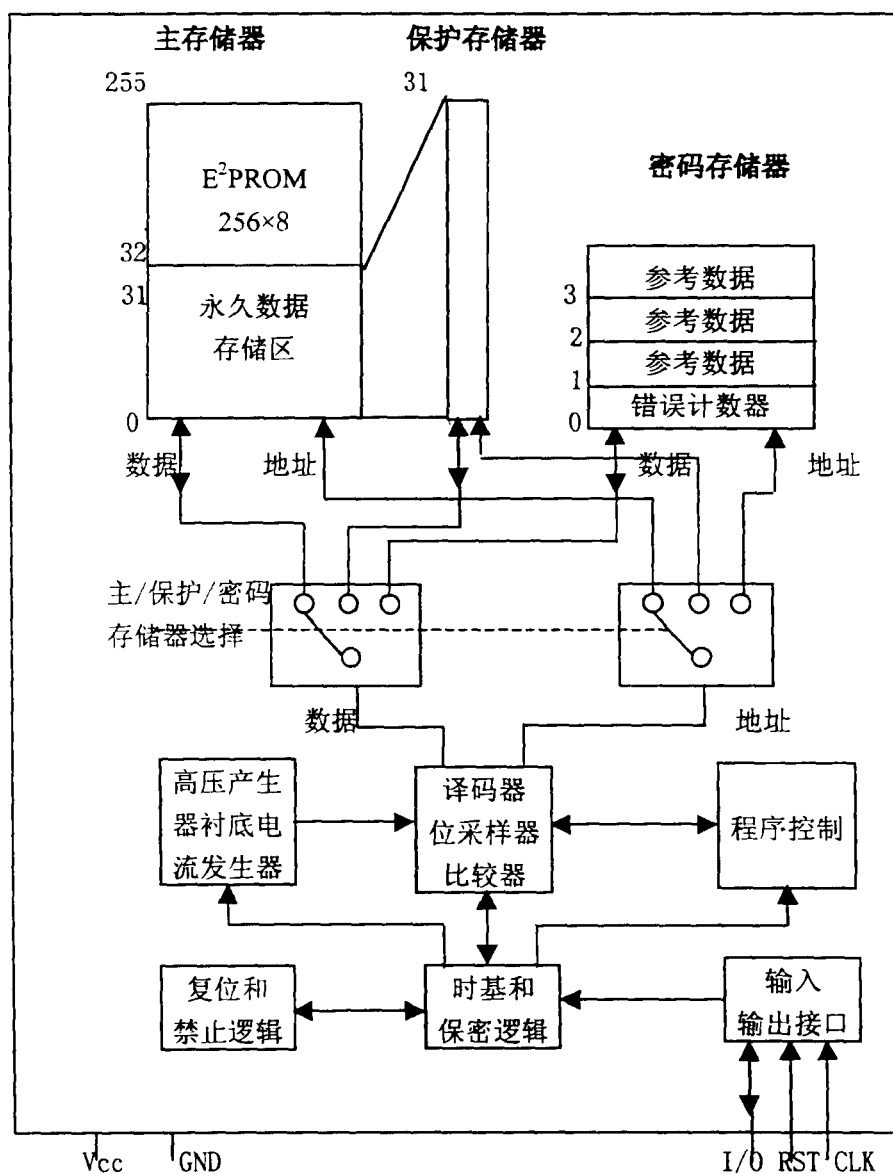 主存储器
保护存储器
255
31
密码存储器
E²PROM
256×8
32
31
永久数据
存储区
0
参考数据
3
参考数据
2
参考数据
1
错误计数器
0
数据
地址
数据
地址
主/保护/密码
存储器选择
数据
地址
高压产生
器衬底电
流发生器
译码器
位采样器
比较器
程序控制
复位和
禁止逻辑
时基和
保密逻辑
输入
输出接口
Vcc
GND
I/O RST CLK